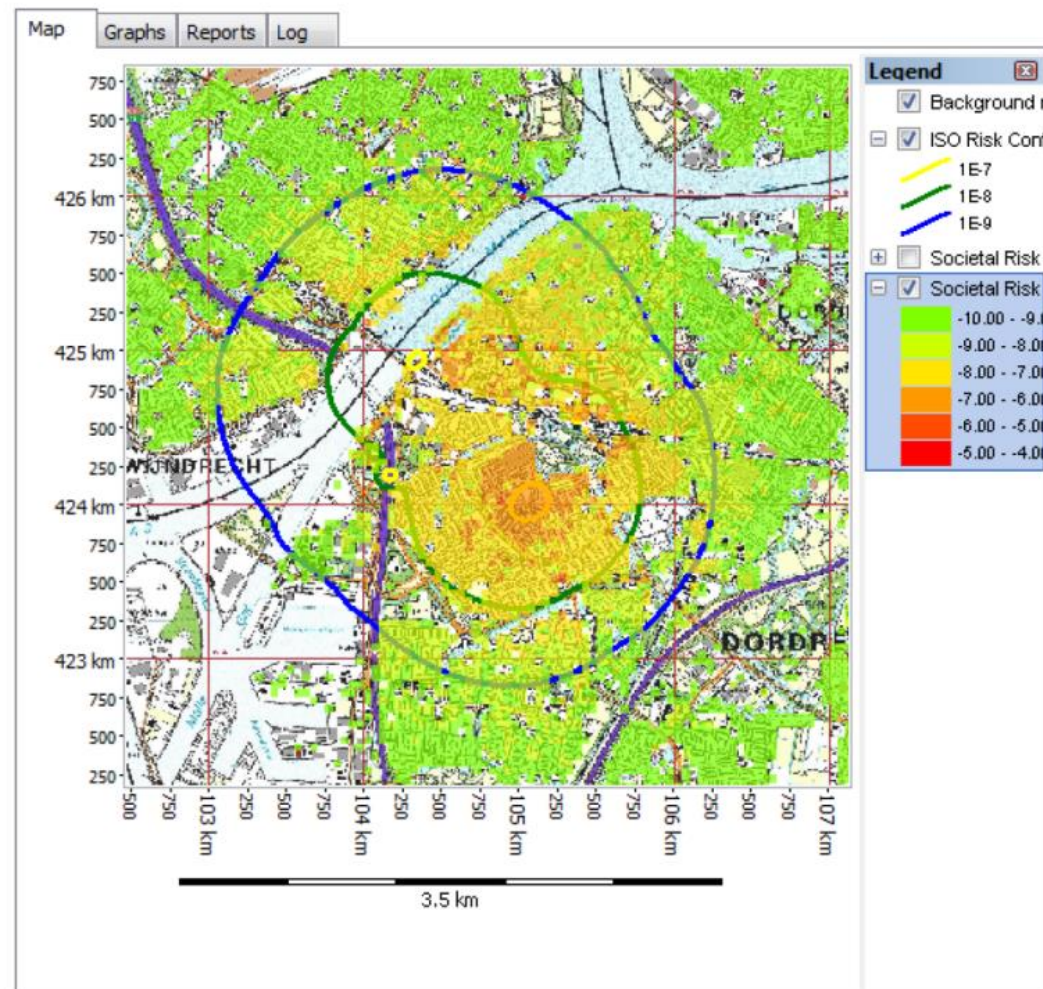 Map Graphs Reports Log
Legend
Background
ISO Risk
1E-7
1E-8
1E-9
Societal Risk
Societal Risk
-10.00 - -9.0
-9.00 - -8.0
-8.00 - -7.0
-7.00 - -6.0
-6.00 - -5.0
-5.00 - -4.0
750
500
250
426 km
750
500
250
425 km
750
500
250
424 km
750
500
250
423 km
750
500
250
DORDRE
500
750
103 km
250
500
750
104 km
250
500
750
105 km
250
500
750
106 km
250
500
750
107 km
3.5 km